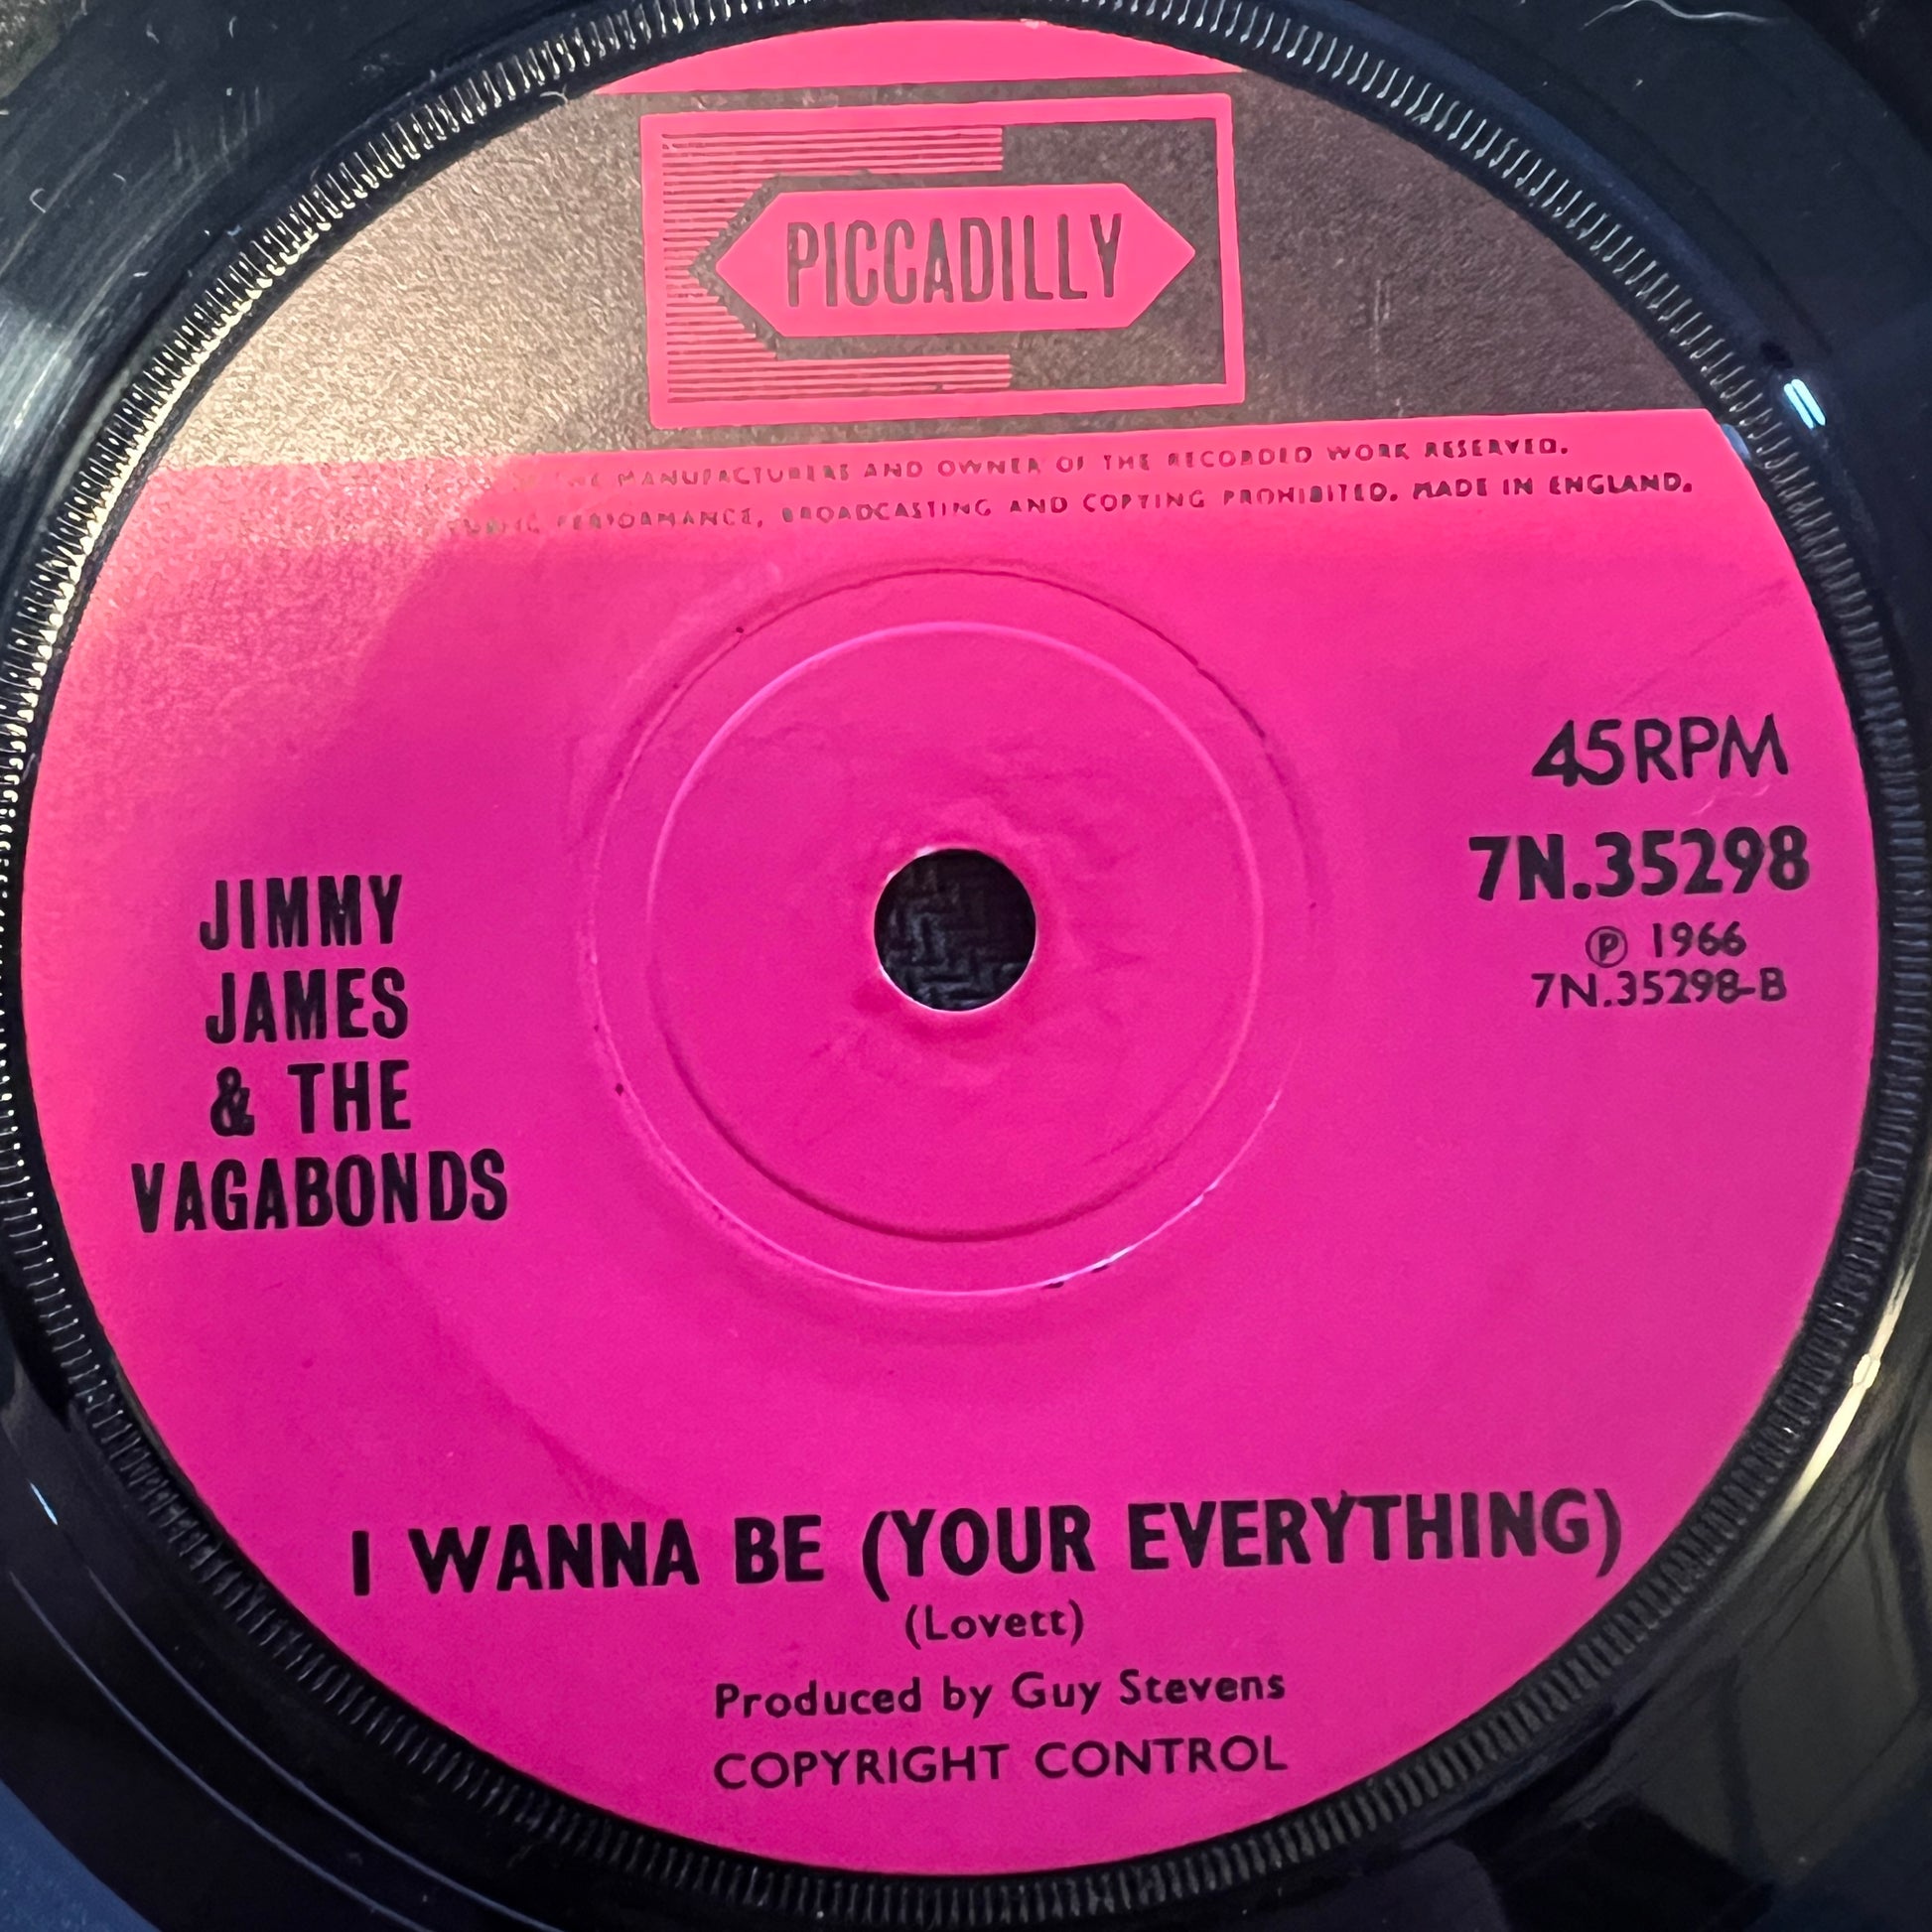 PICCADILLY
THE MANUFACTURERS AND OWNER OF THE RECORDED WORK RESERVED.
PUBLIC PERFORMANCE, BROADCASTING AND COPYING PROHIBITED. MADE IN ENGLAND.
45RPM
7N.35298
℗ 1966
7N.35298-B
JIMMY
JAMES
& THE
VAGABONDS
I WANNA BE (YOUR EVERYTHING)
(Lovett)
Produced by Guy Stevens
COPYRIGHT CONTROL